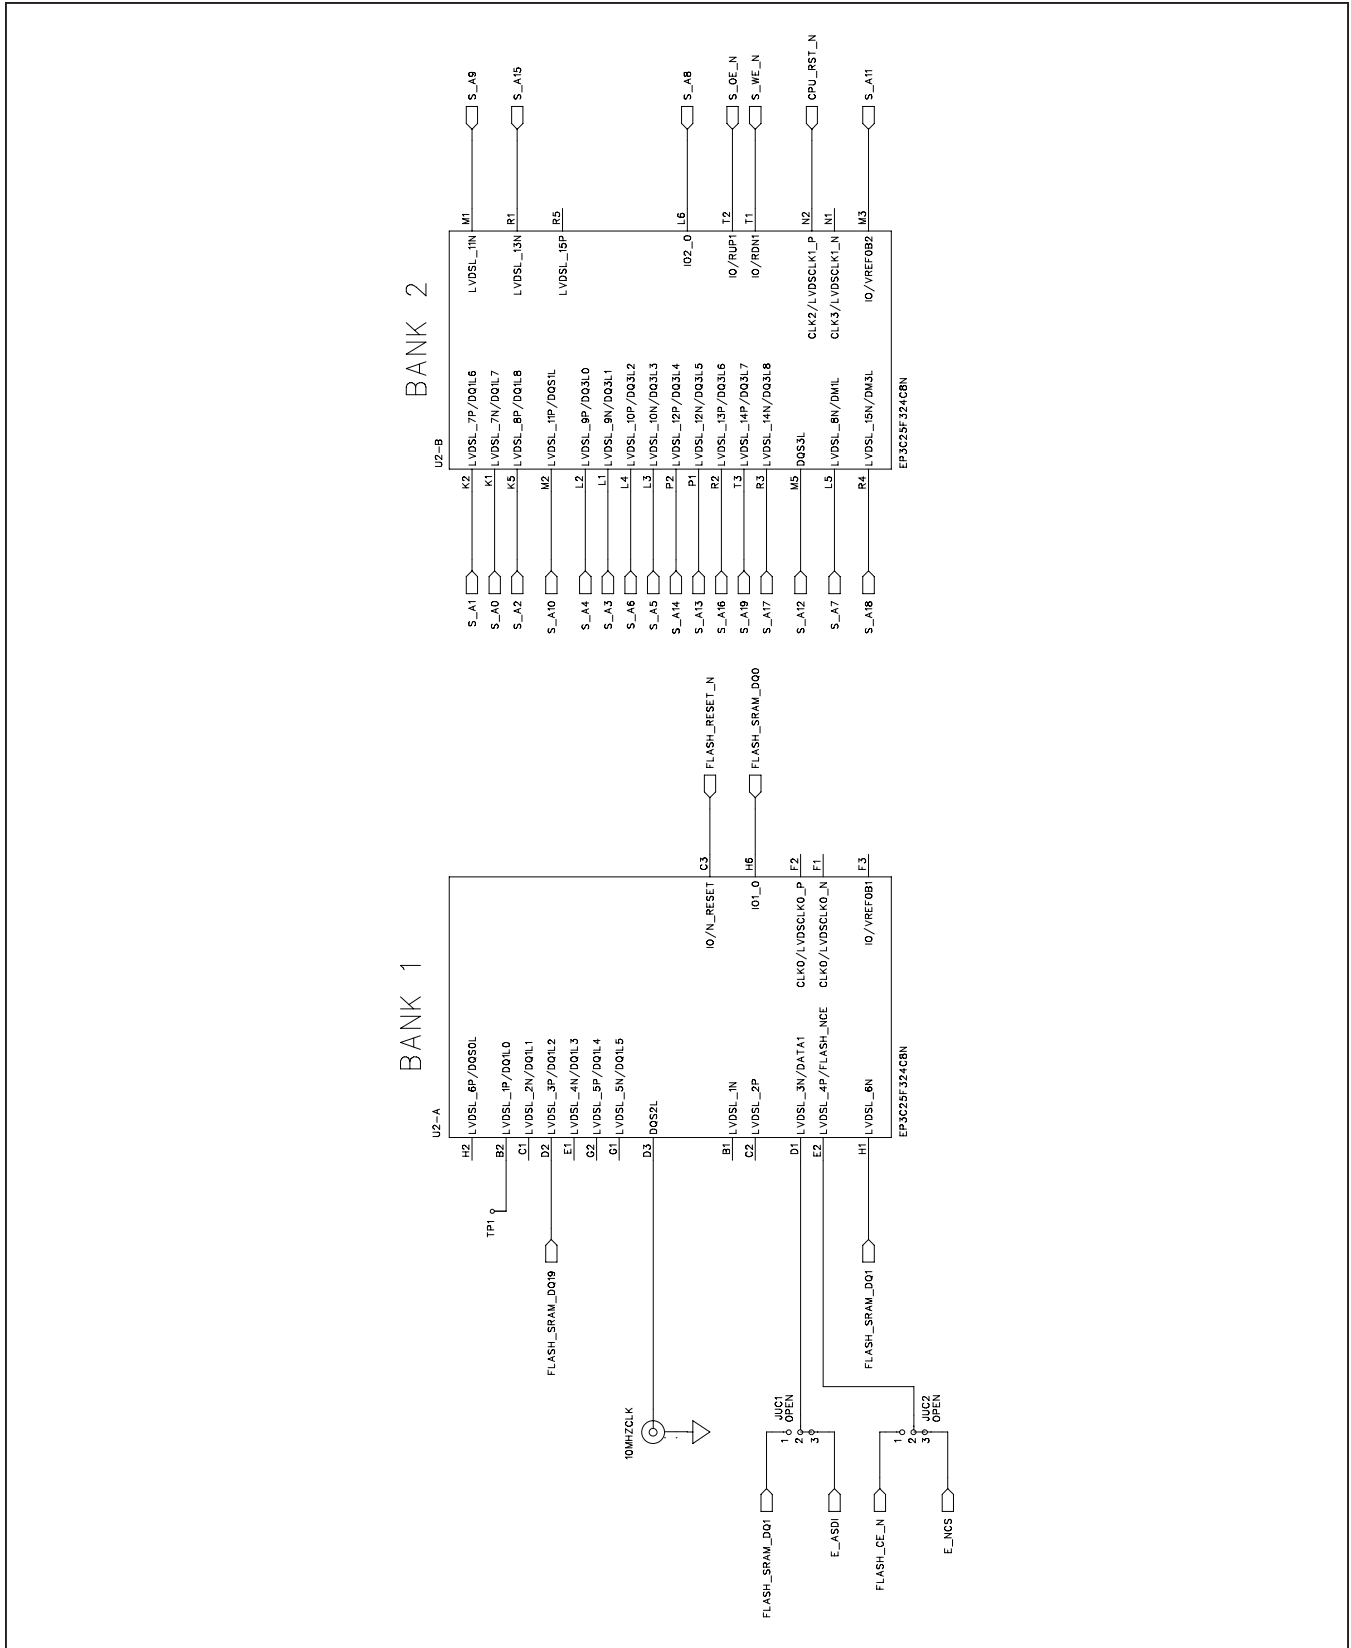 BANK 1
U2-A
H2 LVDSL_6P/DQS0L
TP1
B2 LVDSL_1P/DQ1L0
C1 LVDSL_2N/DQ1L1
FLASH_SRAM_DQ19 D2 LVDSL_3P/DQ1L2
E1 LVDSL_4N/DQ1L3
G2 LVDSL_5P/DQ1L4
G1 LVDSL_5N/DQ1L5
10MHZCLK
D3 DQS2L
IO/N_RESET C3 FLASH_RESET_N
B1 LVDSL_1N
C2 LVDSL_2P
IO1_0 H6 FLASH_SRAM_DQ0
FLASH_SRAM_DQ1
JUC1
OPEN
1
2
3
E_ASDI
D1 LVDSL_3N/DATA1
CLK0/LVDSCLK0_P F2
E2 LVDSL_4P/FLASH_NCE
CLK0/LVDSCLK0_N F1
FLASH_SRAM_DQ1 H1 LVDSL_6N
IO/VREF0B1 F3
FLASH_CE_N
1
2
3
JUC2
OPEN
E_NCS
EP3C25F324C8N
BANK 2
U2-B
S_A1 K2 LVDSL_7P/DQ1L6
LVDSL_11N M1 S_A9
S_A0 K1 LVDSL_7N/DQ1L7
S_A2 K5 LVDSL_8P/DQ1L8
LVDSL_13N R1 S_A15
S_A10 M2 LVDSL_11P/DQS1L
LVDSL_15P R5
S_A4 L2 LVDSL_9P/DQ3L0
S_A3 L1 LVDSL_9N/DQ3L1
S_A6 L4 LVDSL_10P/DQ3L2
S_A5 L3 LVDSL_10N/DQ3L3
S_A14 P2 LVDSL_12P/DQ3L4
IO2_0 L6 S_A8
S_A13 P1 LVDSL_12N/DQ3L5
S_A16 R2 LVDSL_13P/DQ3L6
IO/RUP1 T2 S_OE_N
S_A19 T3 LVDSL_14P/DQ3L7
IO/RDN1 T1 S_WE_N
S_A17 R3 LVDSL_14N/DQ3L8
S_A12 M5 DQS3L
CLK2/LVDSCLK1_P N2 CPU_RST_N
S_A7 L5 LVDSL_8N/DM1L
CLK3/LVDSCLK1_N N1
S_A18 R4 LVDSL_15N/DM3L
IO/VREF0B2 M3 S_A11
EP3C25F324C8N